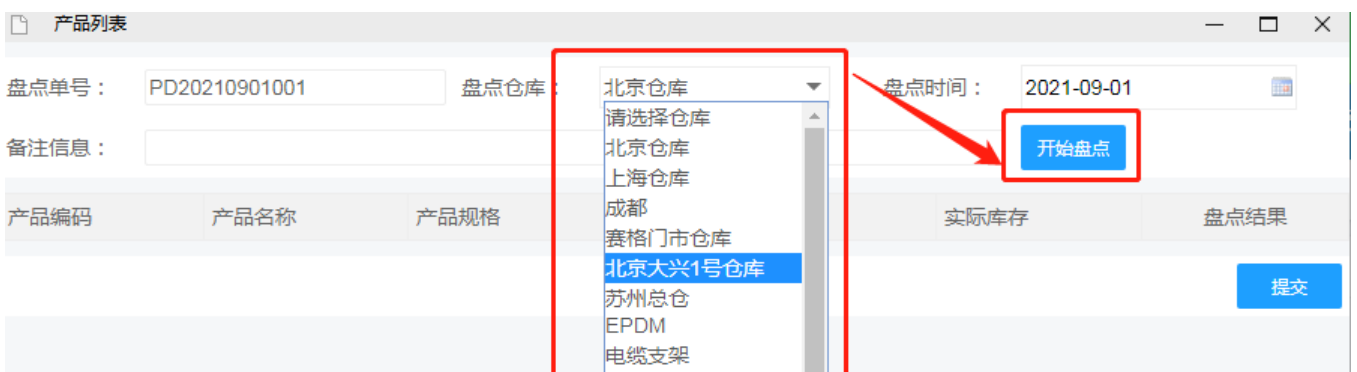 产品列表
盘点单号： PD20210901001 盘点仓库： 北京仓库 盘点时间： 2021-09-01
请选择仓库
备注信息： 北京仓库 开始盘点
上海仓库
产品编码 产品名称 产品规格 成都 实际库存 盘点结果
赛格门市仓库
北京大兴1号仓库
苏州总仓 提交
EPDM
电缆支架